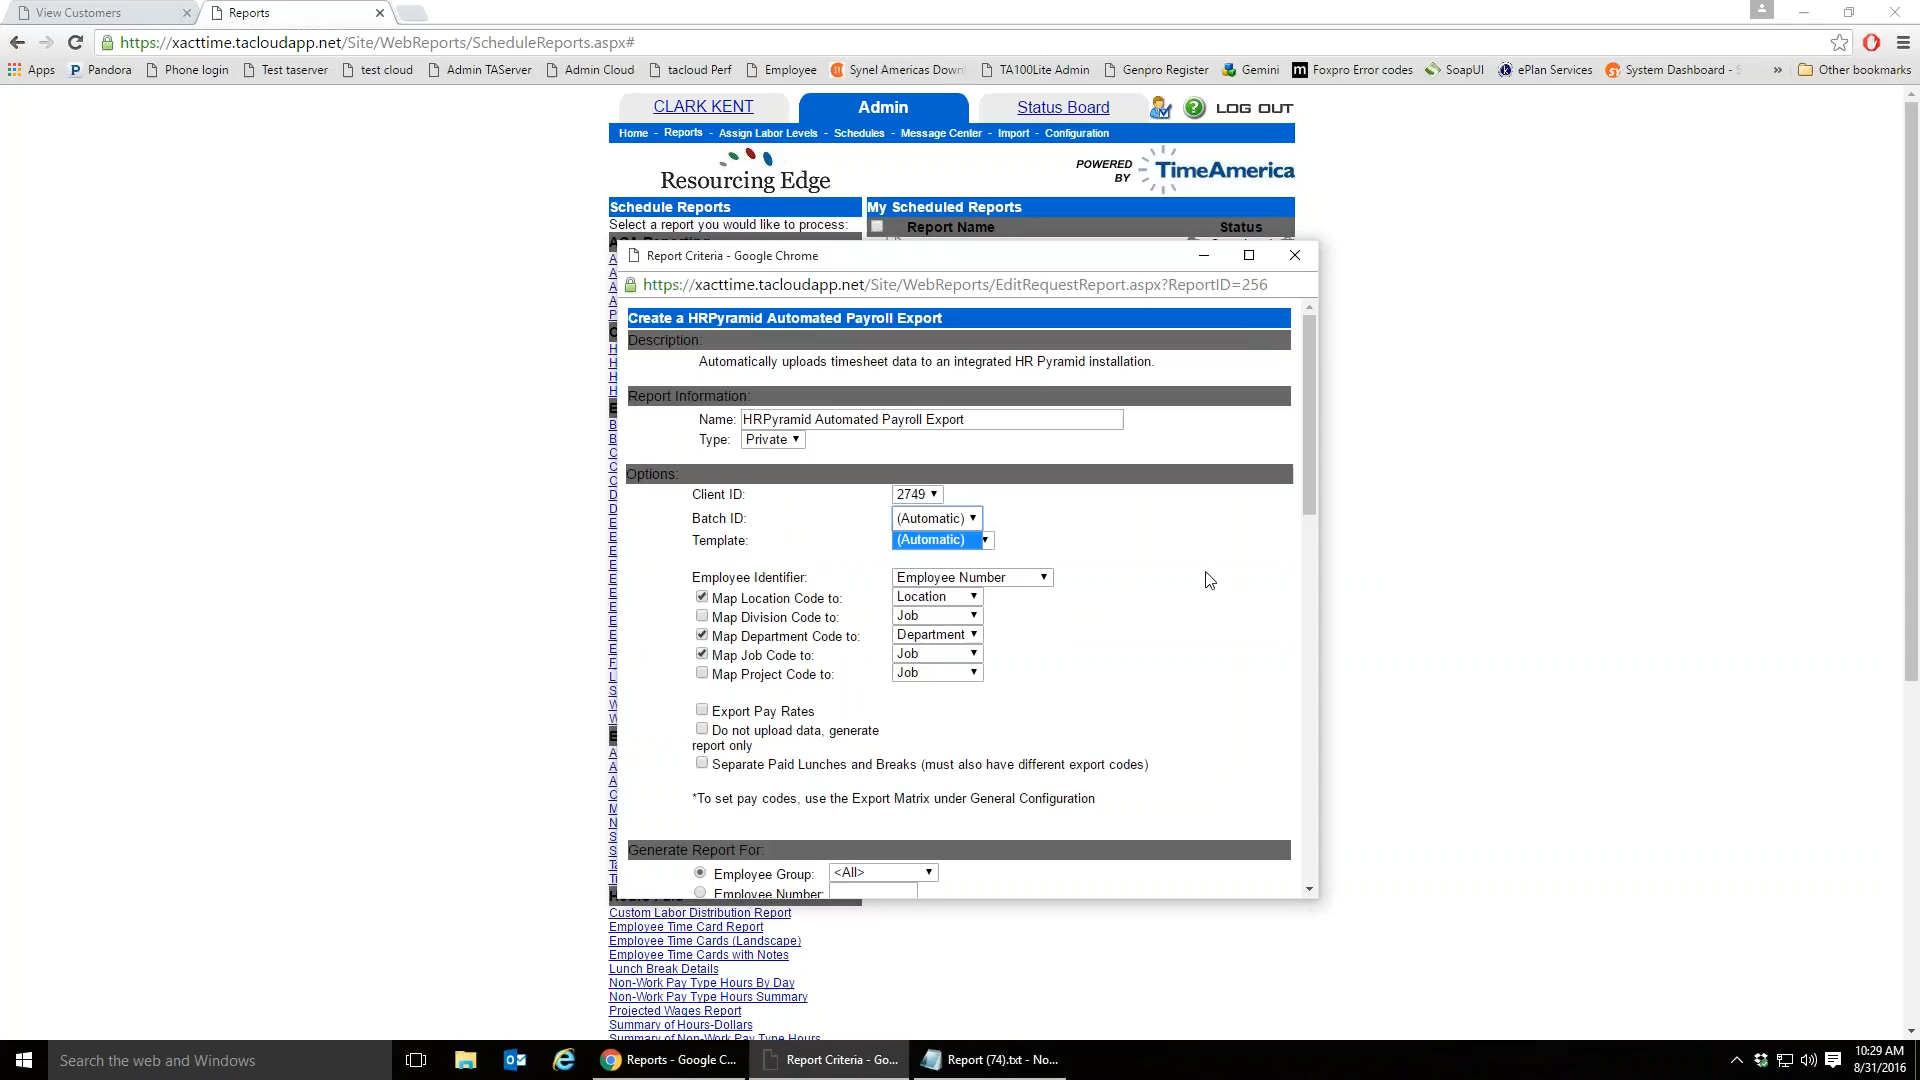 View Customers
Reports
https://xacttime.tacloudapp.net/Site/WebReports/ScheduleReports.aspx#
Apps
Pandora
Phone login
Test taserver
test cloud
Admin TAServer
Admin Cloud
tacloud Perf
Employee
Synel Americas Down
TA100Lite Admin
Genpro Register
Gemini
Foxpro Error codes
SoapUI
ePlan Services
System Dashboard -
»
Other bookmarks
CLARK KENT
Admin
Status Board
LOG OUT
Home - Reports - Assign Labor Levels - Schedules - Message Center - Import - Configuration
Resourcing Edge
POWERED BY
TimeAmerica
Schedule Reports
My Scheduled Reports
Select a report you would like to process:
Report Name
Status
Report Criteria - Google Chrome
https://xacttime.tacloudapp.net/Site/WebReports/EditRequestReport.aspx?ReportID=256
Create a HRPyramid Automated Payroll Export
Description:
Automatically uploads timesheet data to an integrated HR Pyramid installation.
Report Information:
Name: HRPyramid Automated Payroll Export
Type: Private
Options:
Client ID: 2749
Batch ID: (Automatic)
Template: (Automatic)
Employee Identifier: Employee Number
Map Location Code to: Location
Map Division Code to: Job
Map Department Code to: Department
Map Job Code to: Job
Map Project Code to: Job
Export Pay Rates
Do not upload data, generate
report only
Separate Paid Lunches and Breaks (must also have different export codes)
*To set pay codes, use the Export Matrix under General Configuration
Generate Report For:
Employee Group: <All>
Employee Number:
Custom Labor Distribution Report
Employee Time Card Report
Employee Time Cards (Landscape)
Employee Time Cards with Notes
Lunch Break Details
Non-Work Pay Type Hours By Day
Non-Work Pay Type Hours Summary
Projected Wages Report
Summary of Hours-Dollars
Summary of Non-Work Pay Type Hours
Search the web and Windows
Reports - Google C...
Report Criteria - Go...
Report (74).txt - No...
10:29 AM
8/31/2016